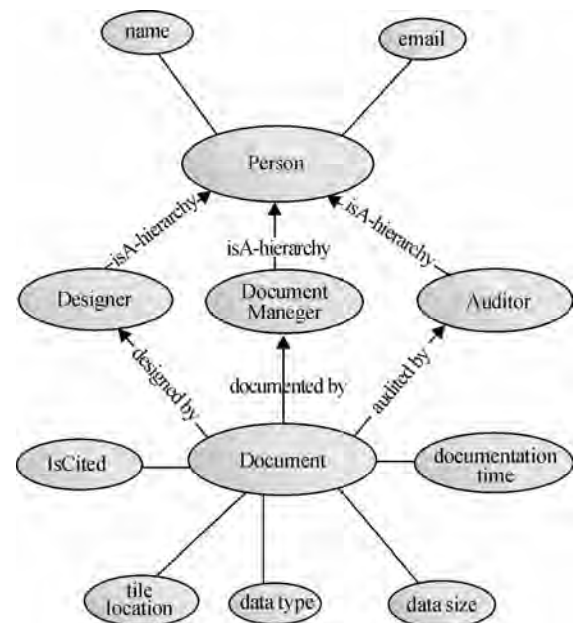 name
email
Person
isA-hierarchy
isA-hierarchy
isA-hierarchy
Designer
Document
Maneger
Auditor
designed by
documented by
audited by
IsCited
Document
documentation
time
tile
location
data type
data size